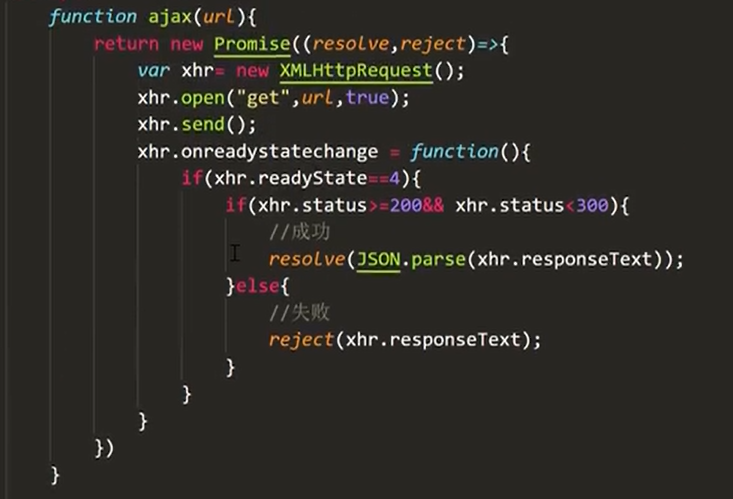 function ajax(url){
    return new Promise((resolve,reject)=>{
        var xhr= new XMLHttpRequest();
        xhr.open("get",url,true);
        xhr.send();
        xhr.onreadystatechange = function(){
            if(xhr.readyState==4){
                if(xhr.status>=200&& xhr.status<300){
                    //成功
                    resolve(JSON.parse(xhr.responseText));
                }else{
                    //失败
                    reject(xhr.responseText);
                }
            }
        }
    })
}